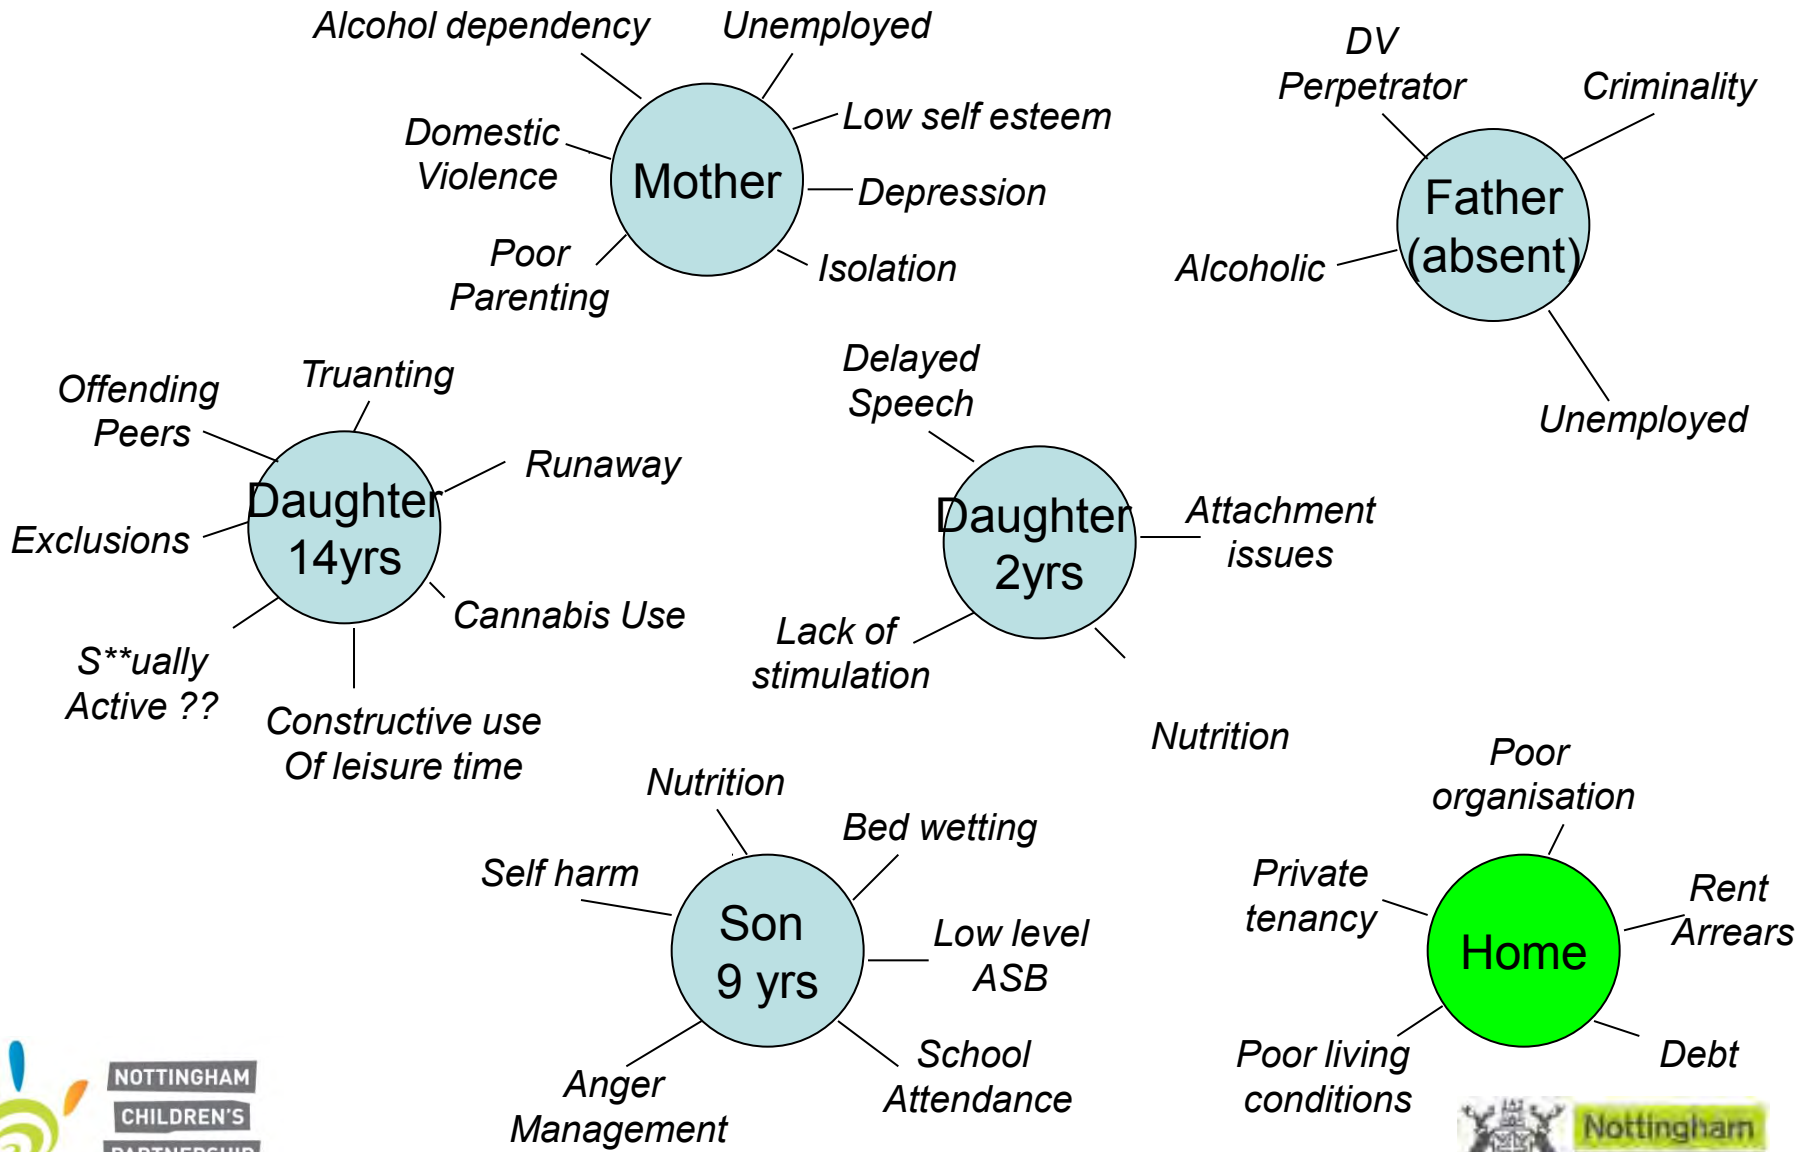 Alcohol dependency
Unemployed
Domestic
Violence
Mother
Low self esteem
Depression
Poor
Parenting
Isolation
DV
Perpetrator
Criminality
Father
(absent)
Alcoholic
Unemployed
Offending
Peers
Truanting
Runaway
Daughter
14yrs
Exclusions
Cannabis Use
S**ually
Active ??
Constructive use
Of leisure time
Delayed
Speech
Daughter
2yrs
Attachment
issues
Lack of
stimulation
Nutrition
Nutrition
Bed wetting
Self harm
Son
9 yrs
Low level
ASB
Anger
Management
School
Attendance
Poor
organisation
Private
tenancy
Rent
Arrears
Home
Poor living
conditions
Debt
NOTTINGHAM
CHILDREN'S
PARTNERSHIP
Nottingham